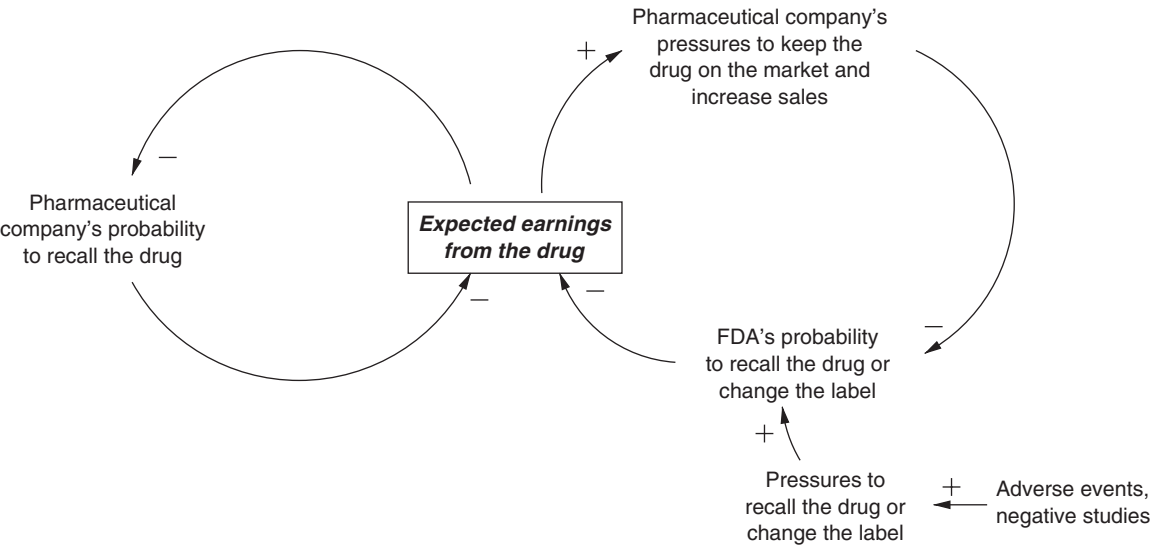 Pharmaceutical company's
pressures to keep the
drug on the market and
increase sales
+
−
Pharmaceutical
company's probability
to recall the drug
Expected earnings
from the drug
−
−
−
FDA's probability
to recall the drug or
change the label
+
Pressures to
recall the drug or
change the label
+
Adverse events,
negative studies